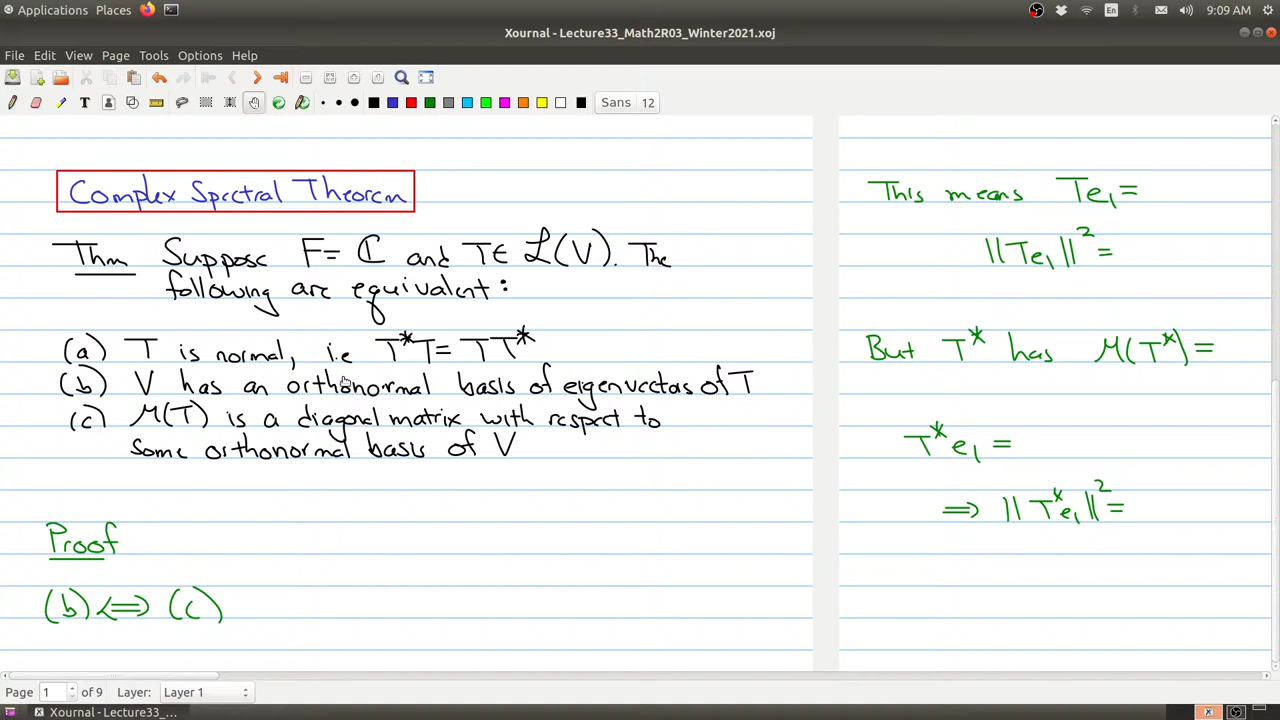 Applications Places En 9:09 AM
Xournal - Lecture33_Math2R03_Winter2021.xoj
File Edit View Page Tools Options Help
Sans 12
Complex Spectral Theorem
Thm Suppose F = ℂ and T ∈ ℒ(V). The
following are equivalent:
(a) T is normal, i.e T*T = TT*
(b) V has an orthonormal basis of eigenvectors of T
(c) M(T) is a diagonal matrix with respect to
some orthonormal basis of V
Proof
(b) ⟺ (c)
This means Te₁ =
||Te₁||² =
But T* has M(T*) =
T*e₁ =
⟹ ||T*e₁||² =
Page 1 of 9 Layer: Layer 1
Xournal - Lecture33_Math2R03_...